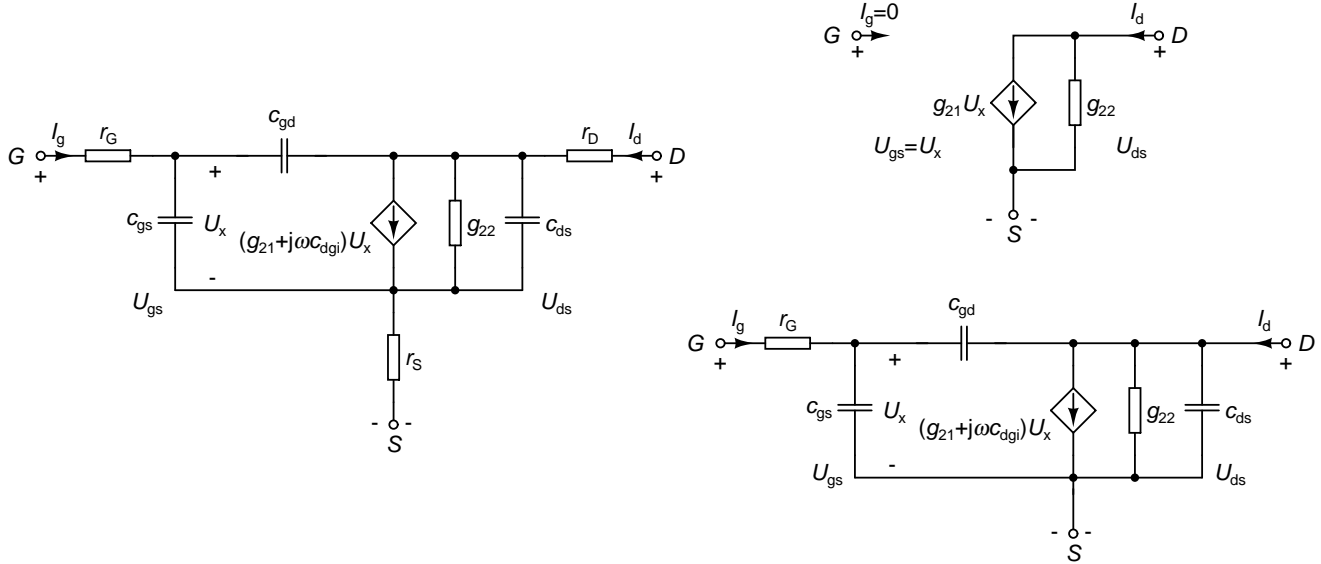 I_g r_G c_gd r_D I_d
G + + D +
c_gs U_x (g_21+jωc_dgi)U_x g_22 c_ds
-
U_gs U_ds
r_S
- -
S
I_g=0 I_d
G + D +
g_21U_x g_22
U_gs=U_x U_ds
- -
S
I_g r_G c_gd I_d
G + + D +
c_gs U_x (g_21+jωc_dgi)U_x g_22 c_ds
-
U_gs U_ds
- -
S